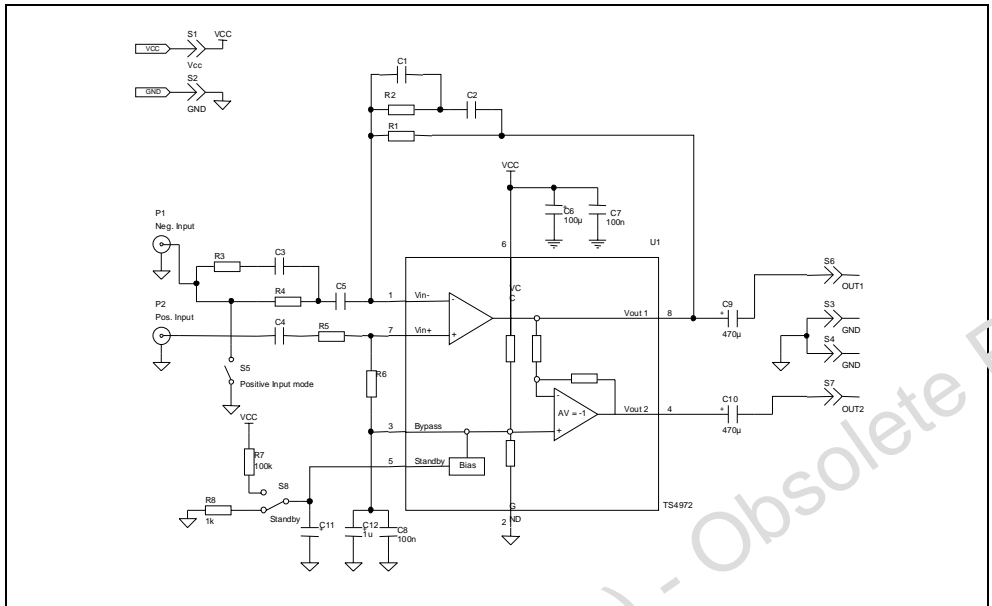 S1
VCC
VCC
Vcc
S2
GND
GND
C1
R2
C2
R1
VCC
C6
100µ
C7
100n
P1
Neg. Input
6
U1
R3
C3
S6
OUT1
R4
C5
1
Vin-
-
VC
C
C9
+
470µ
S3
GND
P2
Pos. Input
C4
R5
7
Vin+
+
Vout 1
8
S4
GND
S5
Positive Input mode
R6
-
AV = -1
+
Vout 2
4
C10
+
470µ
S7
OUT2
VCC
R7
100k
3
Bypass
5
Standby
Bias
S8
Standby
R8
1k
C11
+
C12
1u
C8
100n
G
ND
2
TS4972
) - Obsolete